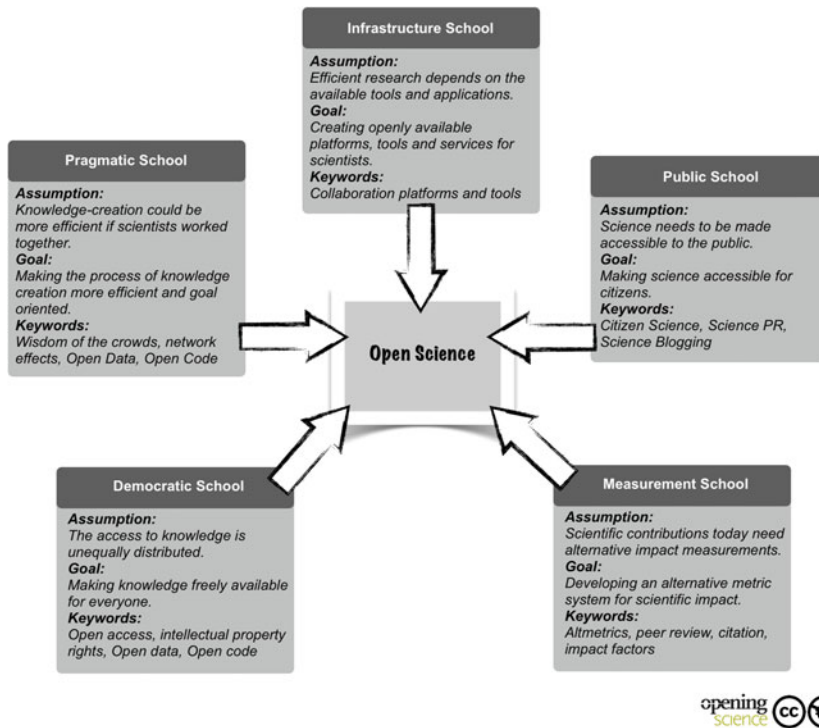 Infrastructure School
Assumption:
Efficient research depends on the
available tools and applications.
Goal:
Creating openly available
platforms, tools and services for
scientists.
Keywords:
Collaboration platforms and tools
Pragmatic School
Assumption:
Knowledge-creation could be
more efficient if scientists worked
together.
Goal:
Making the process of knowledge
creation more efficient and goal
oriented.
Keywords:
Wisdom of the crowds, network
effects, Open Data, Open Code
Public School
Assumption:
Science needs to be made
accessible to the public.
Goal:
Making science accessible for
citizens.
Keywords:
Citizen Science, Science PR,
Science Blogging
Open Science
Democratic School
Assumption:
The access to knowledge is
unequally distributed.
Goal:
Making knowledge freely available
for everyone.
Keywords:
Open access, intellectual property
rights, Open data, Open code
Measurement School
Assumption:
Scientific contributions today need
alternative impact measurements.
Goal:
Developing an alternative metric
system for scientific impact.
Keywords:
Altmetrics, peer review, citation,
impact factors
opening
science
cc